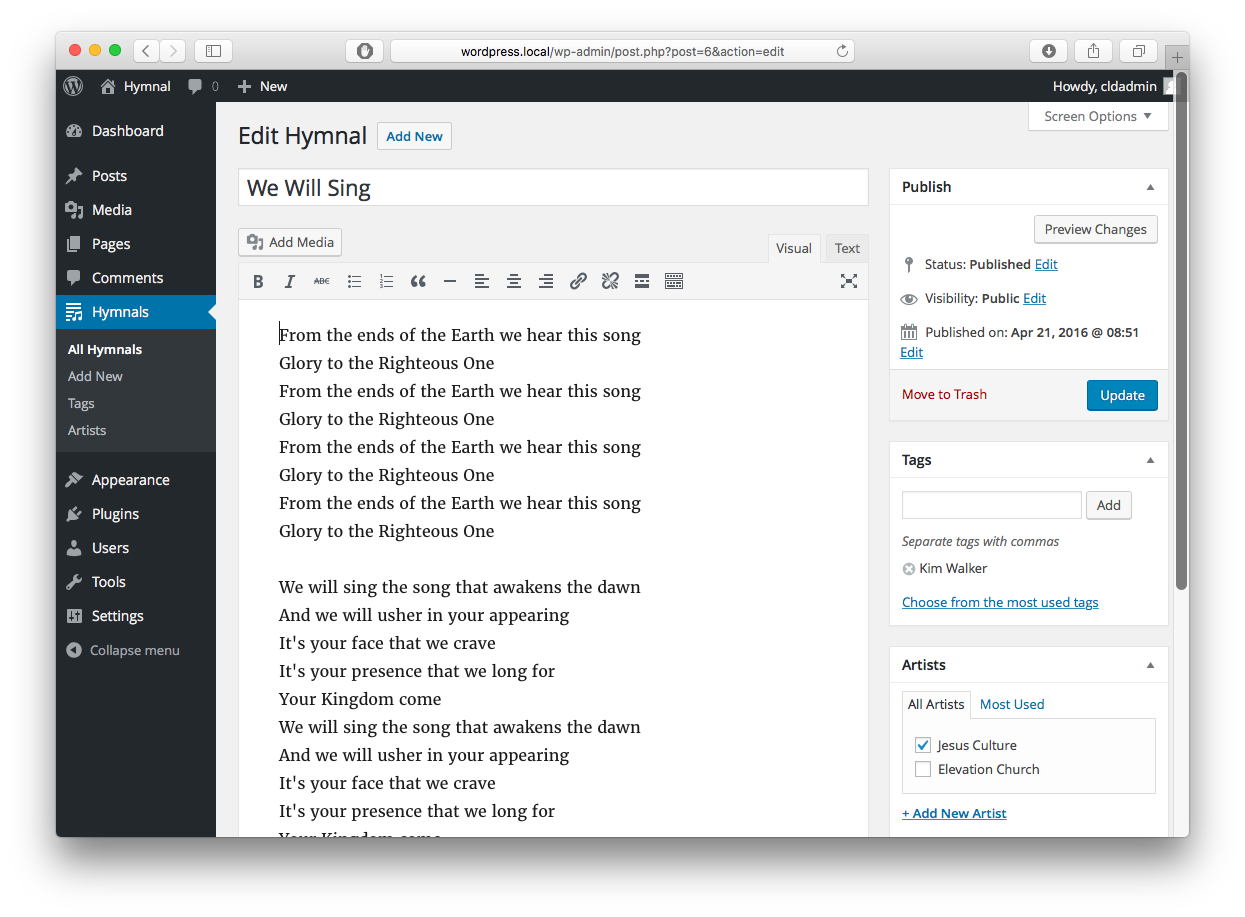 wordpress.local/wp-admin/post.php?post=6&action=edit
Hymnal 0 New Howdy, cldadmin
Screen Options
Dashboard
Posts
Media
Pages
Comments
Hymnals
All Hymnals
Add New
Tags
Artists
Appearance
Plugins
Users
Tools
Settings
Collapse menu
Edit Hymnal Add New
We Will Sing
Add Media
Visual Text
B I ABC
From the ends of the Earth we hear this song
Glory to the Righteous One
From the ends of the Earth we hear this song
Glory to the Righteous One
From the ends of the Earth we hear this song
Glory to the Righteous One
From the ends of the Earth we hear this song
Glory to the Righteous One
We will sing the song that awakens the dawn
And we will usher in your appearing
It's your face that we crave
It's your presence that we long for
Your Kingdom come
We will sing the song that awakens the dawn
And we will usher in your appearing
It's your face that we crave
It's your presence that we long for
Your Kingdom come
Publish
Preview Changes
Status: Published Edit
Visibility: Public Edit
Published on: Apr 21, 2016 @ 08:51
Edit
Move to Trash Update
Tags
Add
Separate tags with commas
Kim Walker
Choose from the most used tags
Artists
All Artists Most Used
Jesus Culture
Elevation Church
+ Add New Artist